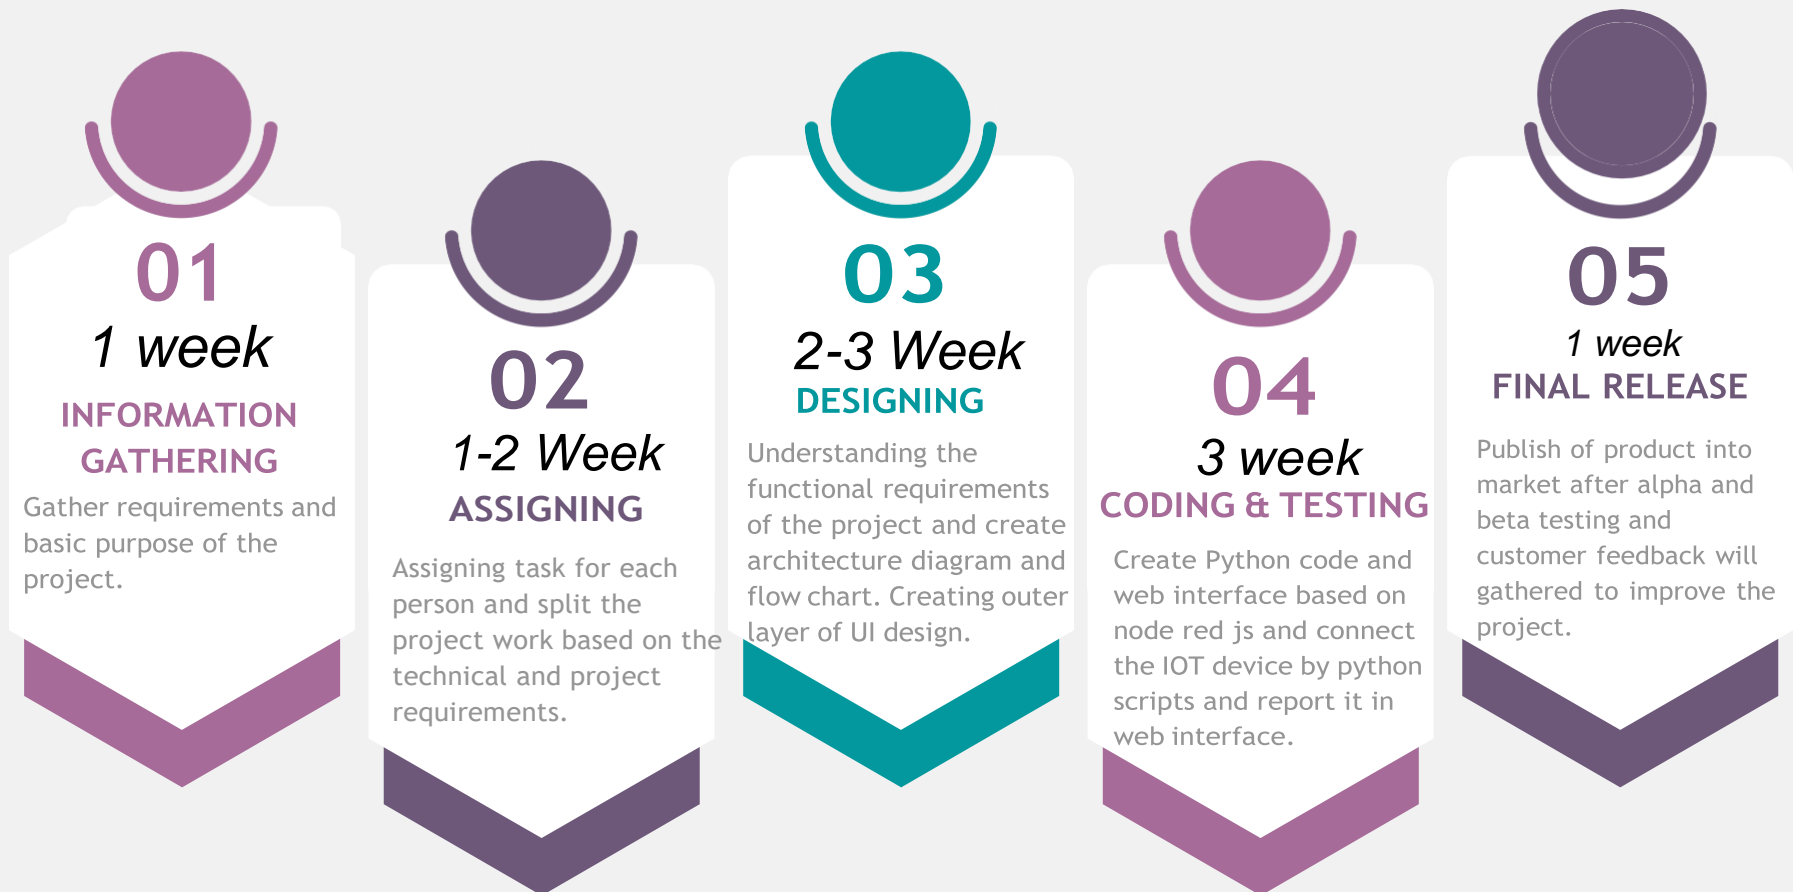 01
1 week
INFORMATION
GATHERING
Gather requirements and
basic purpose of the
project.
02
1-2 Week
ASSIGNING
Assigning task for each
person and split the
project work based on the
technical and project
requirements.
03
2-3 Week
DESIGNING
Understanding the
functional requirements
of the project and create
architecture diagram and
flow chart. Creating outer
layer of UI design.
04
3 week
CODING & TESTING
Create Python code and
web interface based on
node red js and connect
the IOT device by python
scripts and report it in
web interface.
05
1 week
FINAL RELEASE
Publish of product into
market after alpha and
beta testing and
customer feedback will
gathered to improve the
project.